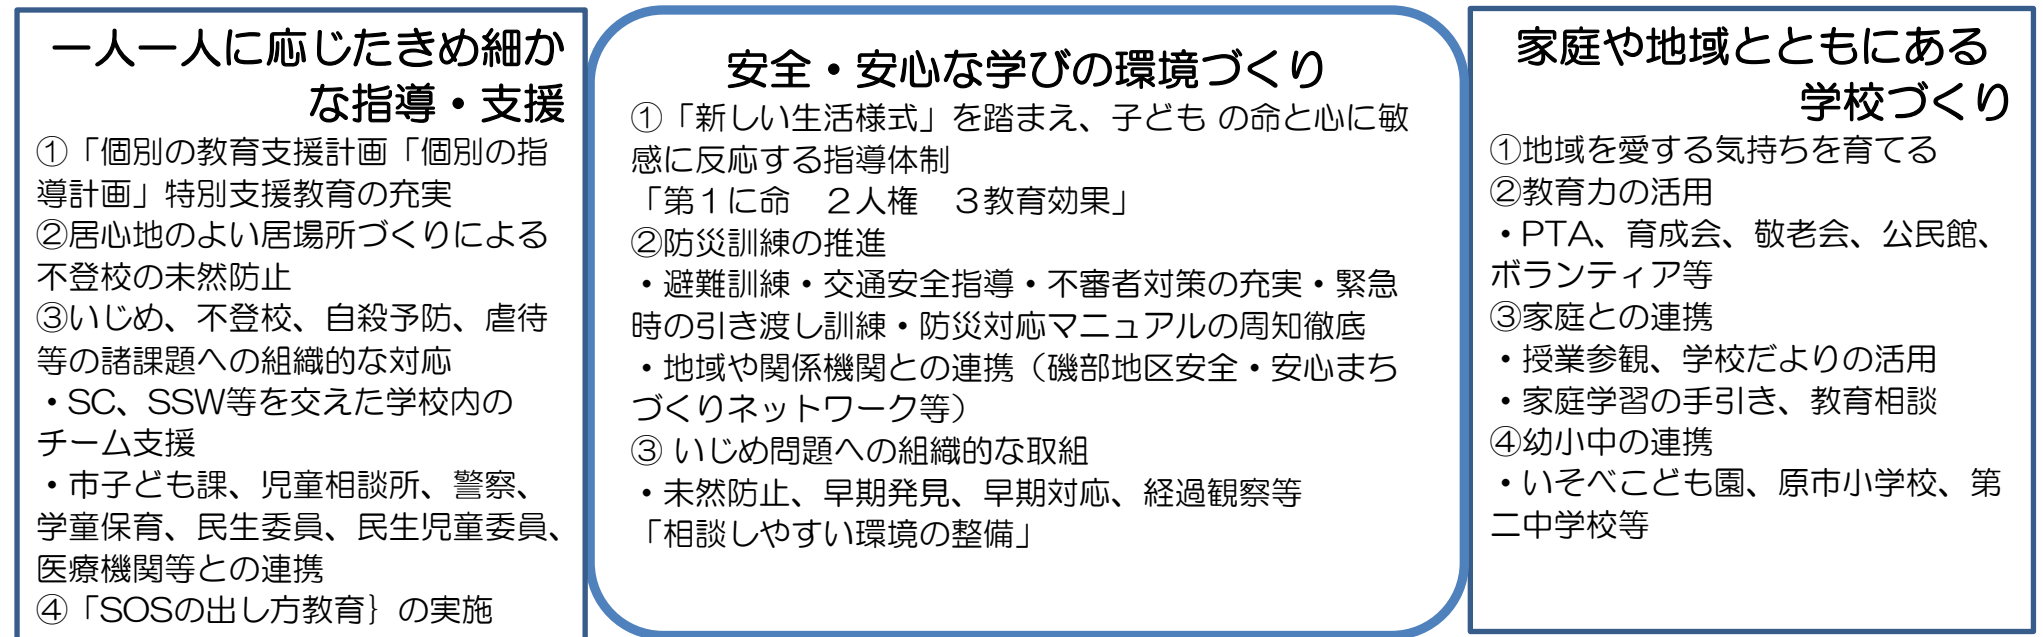 一人一人に応じたきめ細か
な指導・支援
①「個別の教育支援計画「個別の指
導計画」特別支援教育の充実
②居心地のよい居場所づくりによる
不登校の未然防止
③いじめ、不登校、自殺予防、虐待
等の諸課題への組織的な対応
・SC、SSW等を交えた学校内の
チーム支援
・市子ども課、児童相談所、警察、
学童保育、民生委員、民生児童委員、
医療機関等との連携
④「SOSの出し方教育}の実施
安全・安心な学びの環境づくり
①「新しい生活様式」を踏まえ、子ども の命と心に敏
感に反応する指導体制
「第1に命　2人権　3教育効果」
②防災訓練の推進
・避難訓練・交通安全指導・不審者対策の充実・緊急
時の引き渡し訓練・防災対応マニュアルの周知徹底
・地域や関係機関との連携（磯部地区安全・安心まち
づくりネットワーク等）
③ いじめ問題への組織的な取組
・未然防止、早期発見、早期対応、経過観察等
「相談しやすい環境の整備」
家庭や地域とともにある
学校づくり
①地域を愛する気持ちを育てる
②教育力の活用
・PTA、育成会、敬老会、公民館、
ボランティア等
③家庭との連携
・授業参観、学校だよりの活用
・家庭学習の手引き、教育相談
④幼小中の連携
・いそべこども園、原市小学校、第
二中学校等